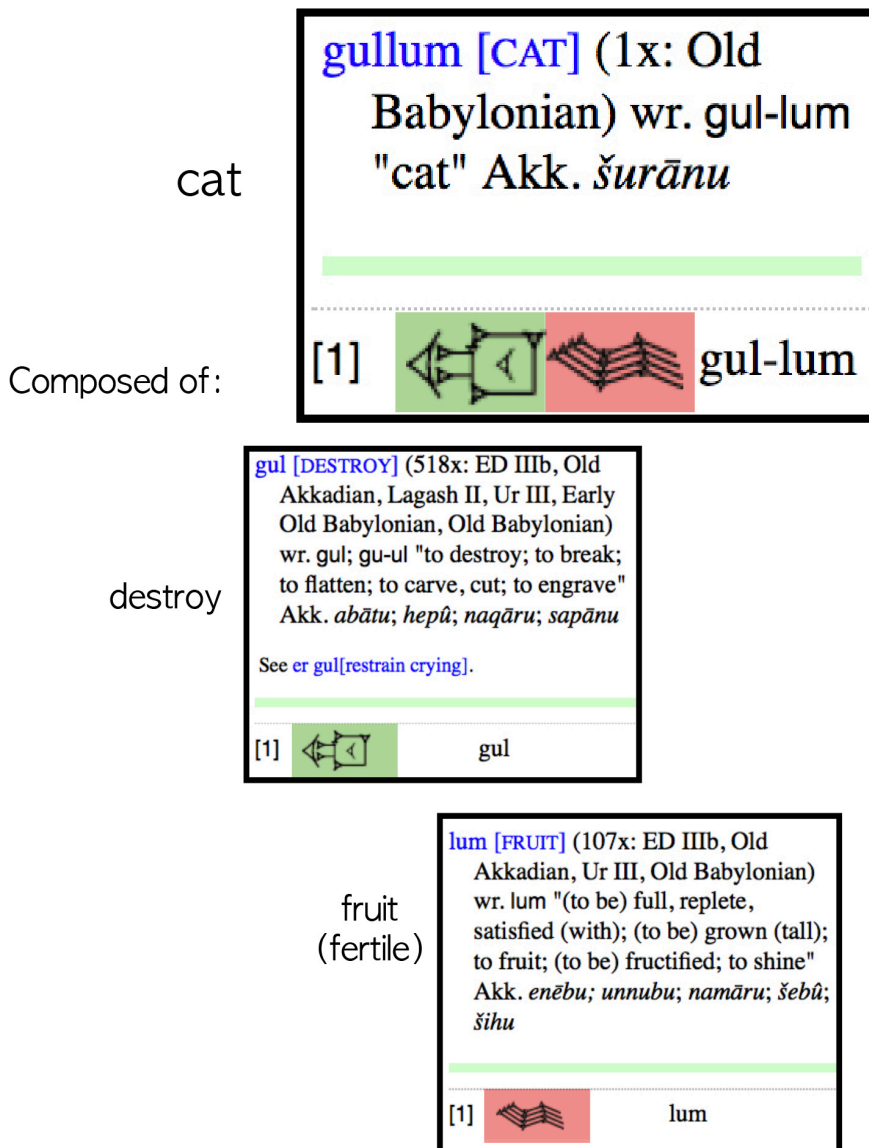 gullum [CAT] (1x: Old
Babylonian) wr. gul-lum
"cat" Akk. šurānu
cat
[1] 𒄢𒈝 gul-lum
Composed of:
gul [DESTROY] (518x: ED IIIb, Old
Akkadian, Lagash II, Ur III, Early
Old Babylonian, Old Babylonian)
wr. gul; gu-ul "to destroy; to break;
to flatten; to carve, cut; to engrave"
Akk. abātu; hepû; naqāru; sapānu
destroy
See er gul[restrain crying].
[1] 𒄢 gul
lum [FRUIT] (107x: ED IIIb, Old
Akkadian, Ur III, Old Babylonian)
wr. lum "(to be) full, replete,
satisfied (with); (to be) grown (tall);
to fruit; (to be) fructified; to shine"
Akk. enēbu; unnubu; namāru; šebû;
šihu
fruit
(fertile)
[1] 𒈝 lum